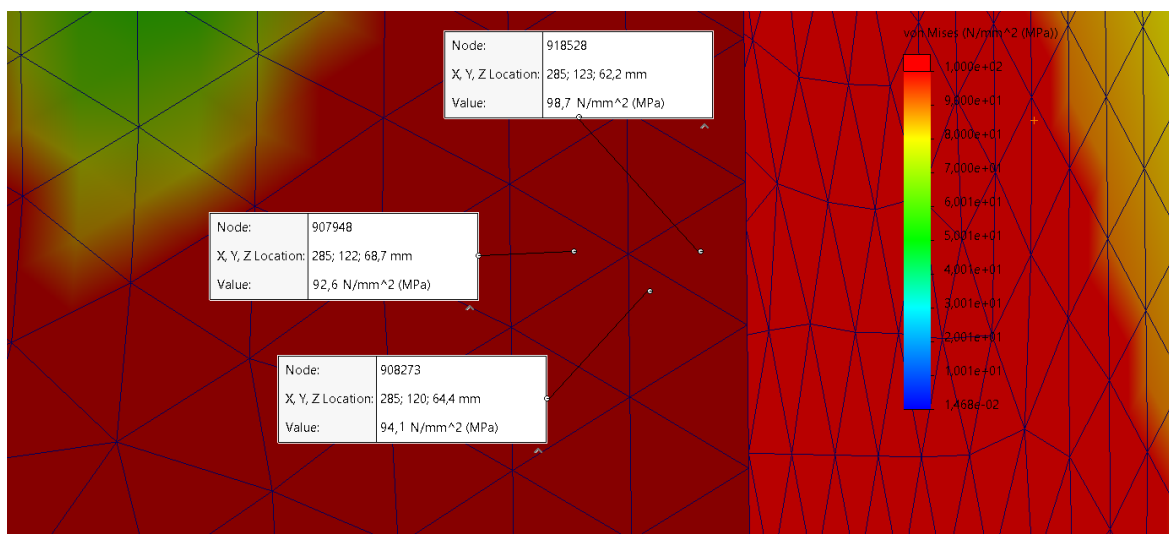 Node: 918528
X, Y, Z Location: 285; 123; 62,2 mm
Value: 98,7 N/mm^2 (MPa)
Node: 907948
X, Y, Z Location: 285; 122; 68,7 mm
Value: 92,6 N/mm^2 (MPa)
Node: 908273
X, Y, Z Location: 285; 120; 64,4 mm
Value: 94,1 N/mm^2 (MPa)
von Mises (N/mm^2 (MPa))
1,000e+02
9,000e+01
8,000e+01
7,000e+01
6,001e+01
5,001e+01
4,001e+01
3,001e+01
2,001e+01
1,001e+01
1,468e-02